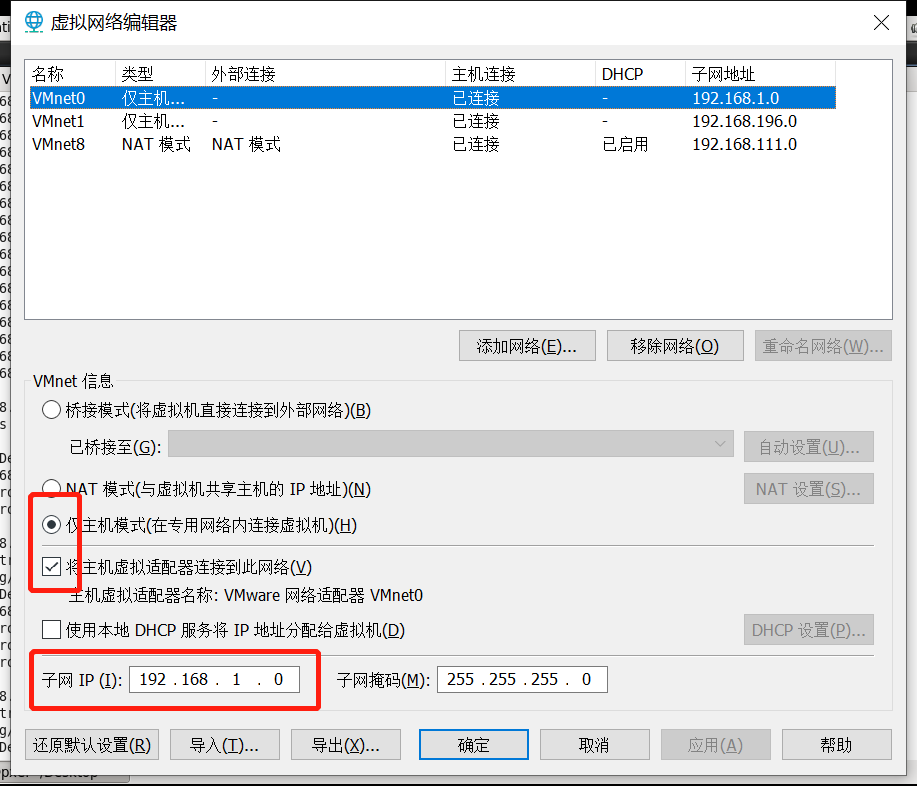 虚拟网络编辑器
名称 类型 外部连接 主机连接 DHCP 子网地址
VMnet0 仅主机... - 已连接 - 192.168.1.0
VMnet1 仅主机... - 已连接 - 192.168.196.0
VMnet8 NAT 模式 NAT 模式 已连接 已启用 192.168.111.0
添加网络(E)... 移除网络(O) 重命名网络(W)...
VMnet 信息
桥接模式(将虚拟机直接连接到外部网络)(B)
已桥接至(G): 自动设置(U)...
NAT 模式(与虚拟机共享主机的 IP 地址)(N) NAT 设置(S)...
仅主机模式(在专用网络内连接虚拟机)(H)
将主机虚拟适配器连接到此网络(V)
主机虚拟适配器名称: VMware 网络适配器 VMnet0
使用本地 DHCP 服务将 IP 地址分配给虚拟机(D) DHCP 设置(P)...
子网 IP (I): 192 . 168 . 1 . 0 子网掩码(M): 255 . 255 . 255 . 0
还原默认设置(R) 导入(T)... 导出(X)... 确定 取消 应用(A) 帮助